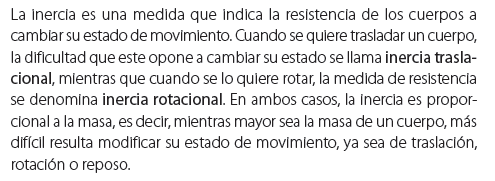 La inercia es una medida que indica la resistencia de los cuerpos a
cambiar su estado de movimiento. Cuando se quiere trasladar un cuerpo,
la dificultad que este opone a cambiar su estado se llama inercia trasla-
cional, mientras que cuando se lo quiere rotar, la medida de resistencia
se denomina inercia rotacional. En ambos casos, la inercia es propor-
cional a la masa, es decir, mientras mayor sea la masa de un cuerpo, más
difícil resulta modificar su estado de movimiento, ya sea de traslación,
rotación o reposo.